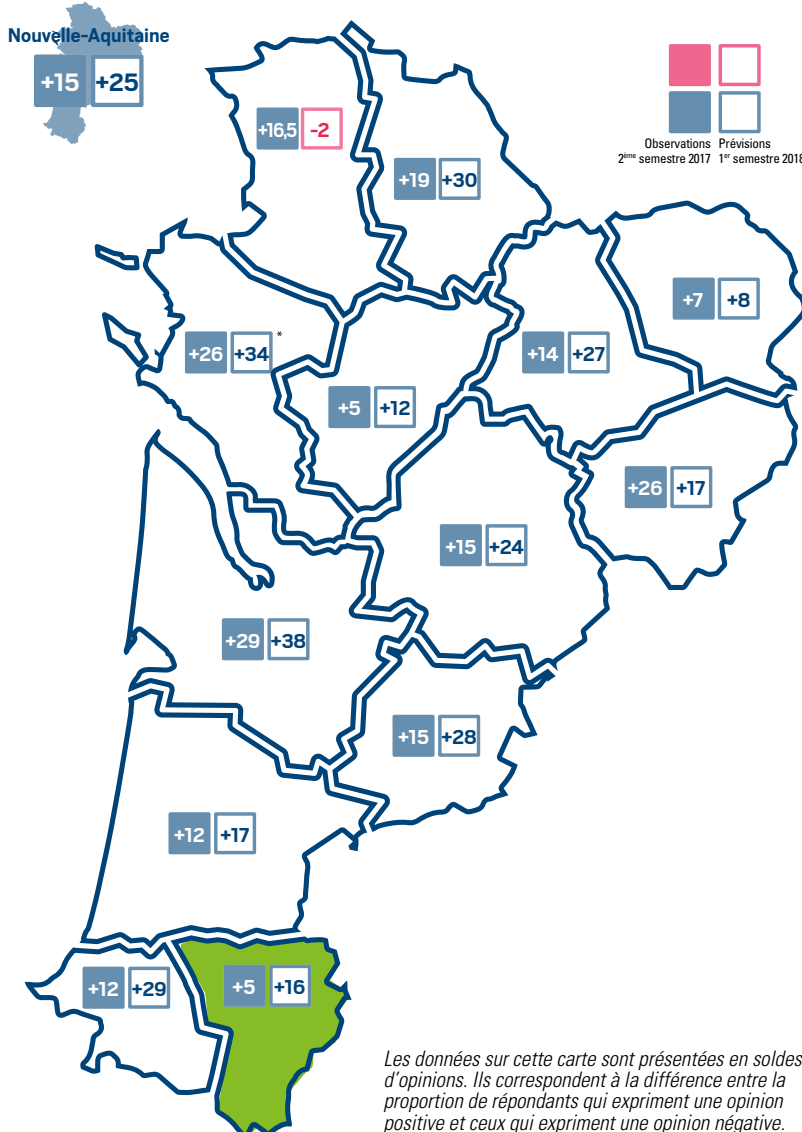 Nouvelle-Aquitaine
+15 +25
+16,5 -2
Observations Prévisions
2ème semestre 2017 1er semestre 2018
+19 +30
+7 +8
+26 +34 *
+14 +27
+5 +12
+26 +17
+15 +24
+29 +38
+15 +28
+12 +17
+12 +29
+5 +16
Les données sur cette carte sont présentées en soldes
d'opinions. Ils correspondent à la différence entre la
proportion de répondants qui expriment une opinion
positive et ceux qui expriment une opinion négative.